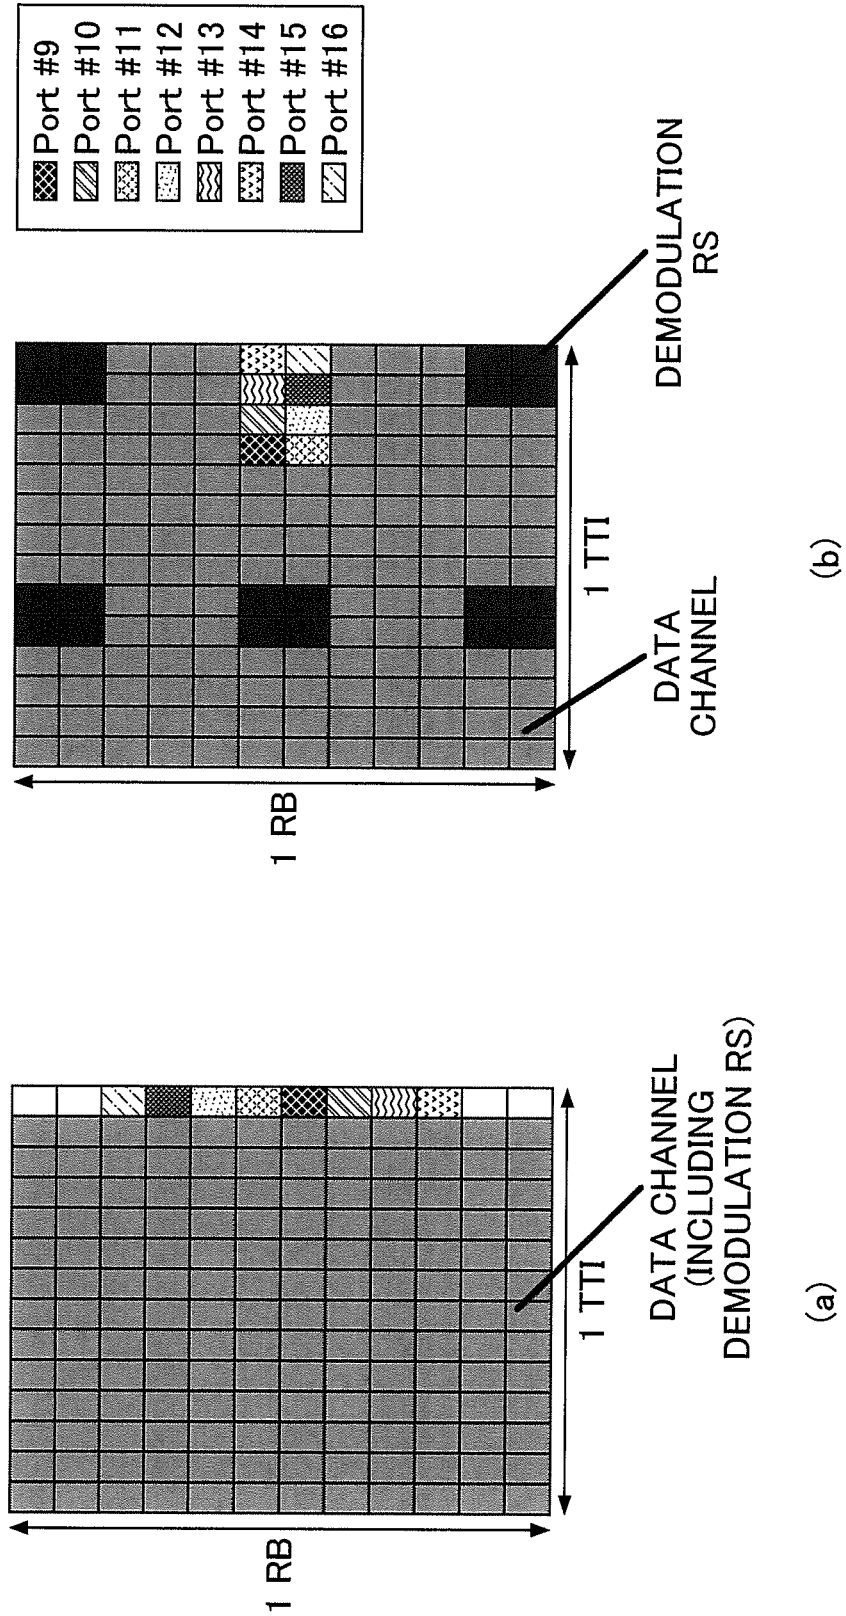 Port #9
Port #10
Port #11
Port #12
Port #13
Port #14
Port #15
Port #16
1 RB
1 TTI
DATA CHANNEL
(INCLUDING
DEMODULATION RS)
(a)
1 RB
1 TTI
DATA
CHANNEL
DEMODULATION
RS
(b)